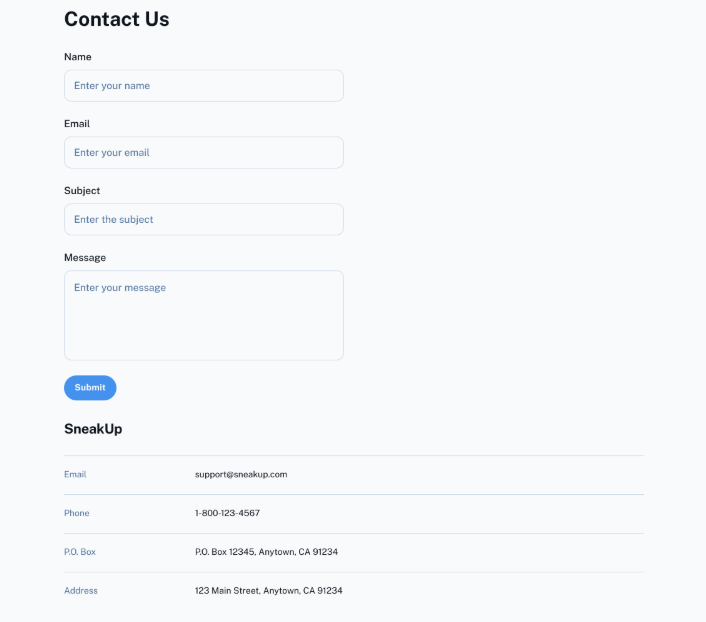 Contact Us
Name
Enter your name
Email
Enter your email
Subject
Enter the subject
Message
Enter your message
Submit
SneakUp
Email support@sneakup.com
Phone 1-800-123-4567
P.O. Box P.O. Box 12345, Anytown, CA 91234
Address 123 Main Street, Anytown, CA 91234